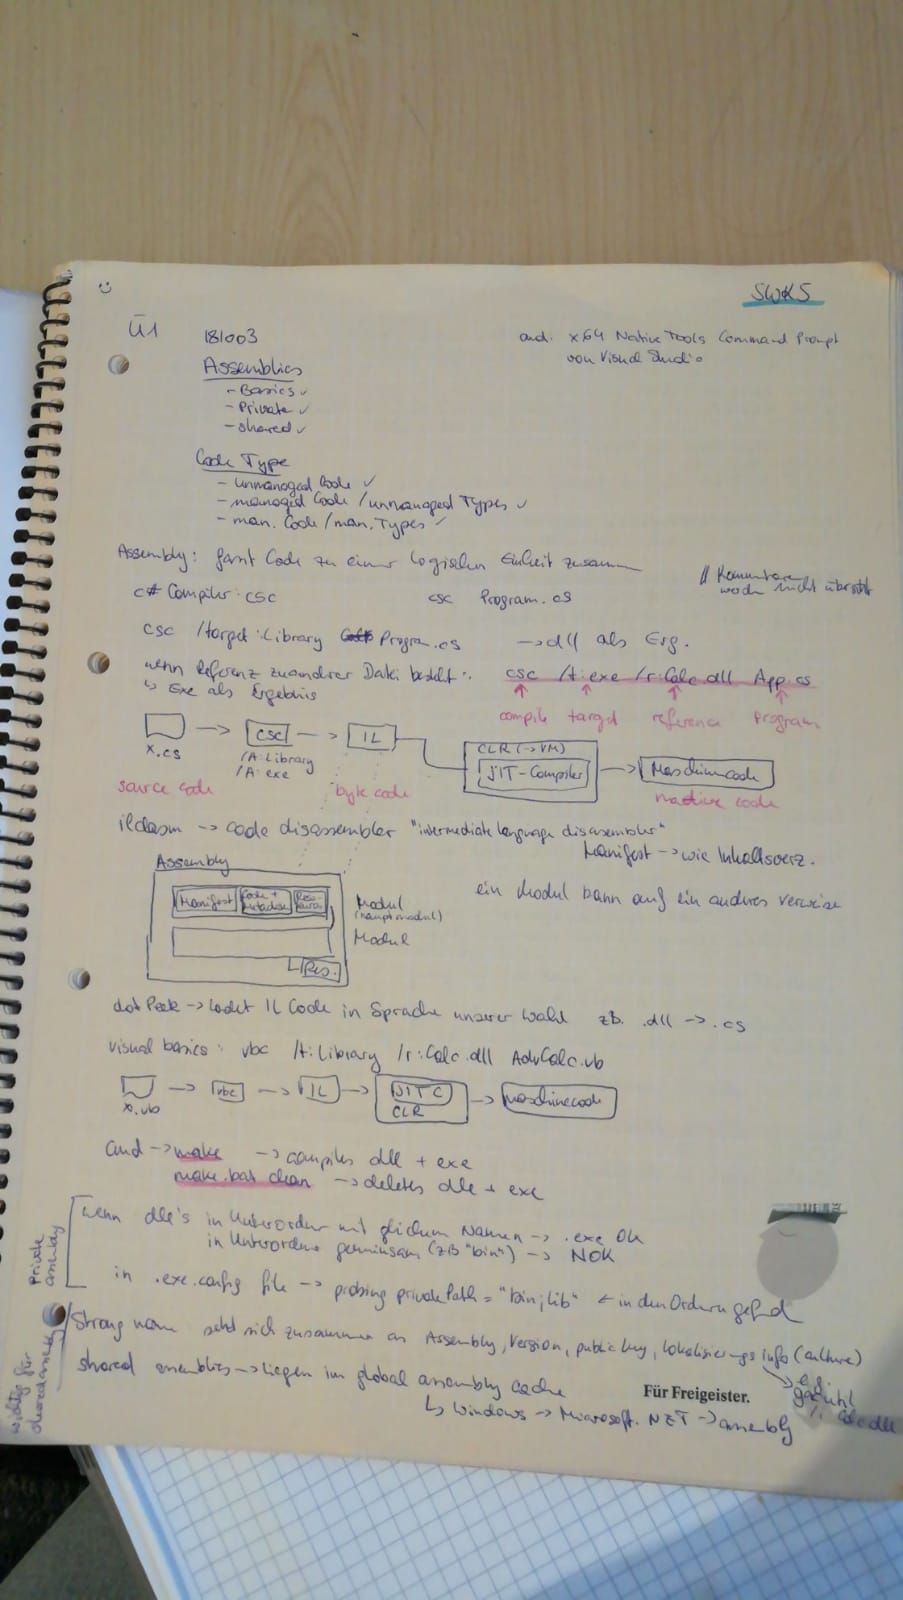 SWK5
Ü1 181003
cmd: x64 Native Tools Command Prompt
von Visual Studio
Assemblies
- Basics ✓
- Private ✓
- shared ✓
Code Type
- unmanaged Code ✓
- managed Code / unmanaged Types ✓
- man. Code / man. Types ✓
Assembly: fasst Code zu einer logischen Einheit zusammen
// Kommentare
werden nicht übersetzt
c# Compiler: csc csc Program.cs
csc /target:Library Program.cs → dll als Erg.
wenn Referenz zu anderer Datei besteht: csc /t:exe /r:Calc.dll App.cs
↳ Exe als Ergebnis
compile target reference Program
x.cs → csc → IL
/t:Library
/t:exe
CLR (→VM)
JIT-Compiler → Maschinencode
source code byte code machine code
ildasm → code disassembler "intermediate language disassembler"
Manifest → wie Inhaltsverz.
Assembly
Manifest Code + Metadaten
Modul
(hauptmodul)
Modul
Res.
ein Modul kann auf ein anderes verweisen
dotPeek → codet IL Code in Sprache unserer Wahl zB. .dll → .cs
visual basics: vbc /t:Library /r:Calc.dll AdvCalc.vb
x.vb → vbc → IL → JITC → Maschinencode
CLR
cmd → make → compiles dll + exe
make.bat clean → deletes dll + exe
Private assembly
wenn dll's in Unterordner mit gleichem Namen → .exe OK
in Unterordner gemeinsam (zB "bin") → NOK
in .exe.config file → probing privatePath = "bin;lib" ← in den Ordnern gefind
Strong name setzt sich zusammen an Assembly, Version, public key, lokalisierungs info (culture)
wichtig für
shared assemblies → liegen im global assembly cache
↳ Windows → Microsoft.NET → assembly
Für Freigeister.